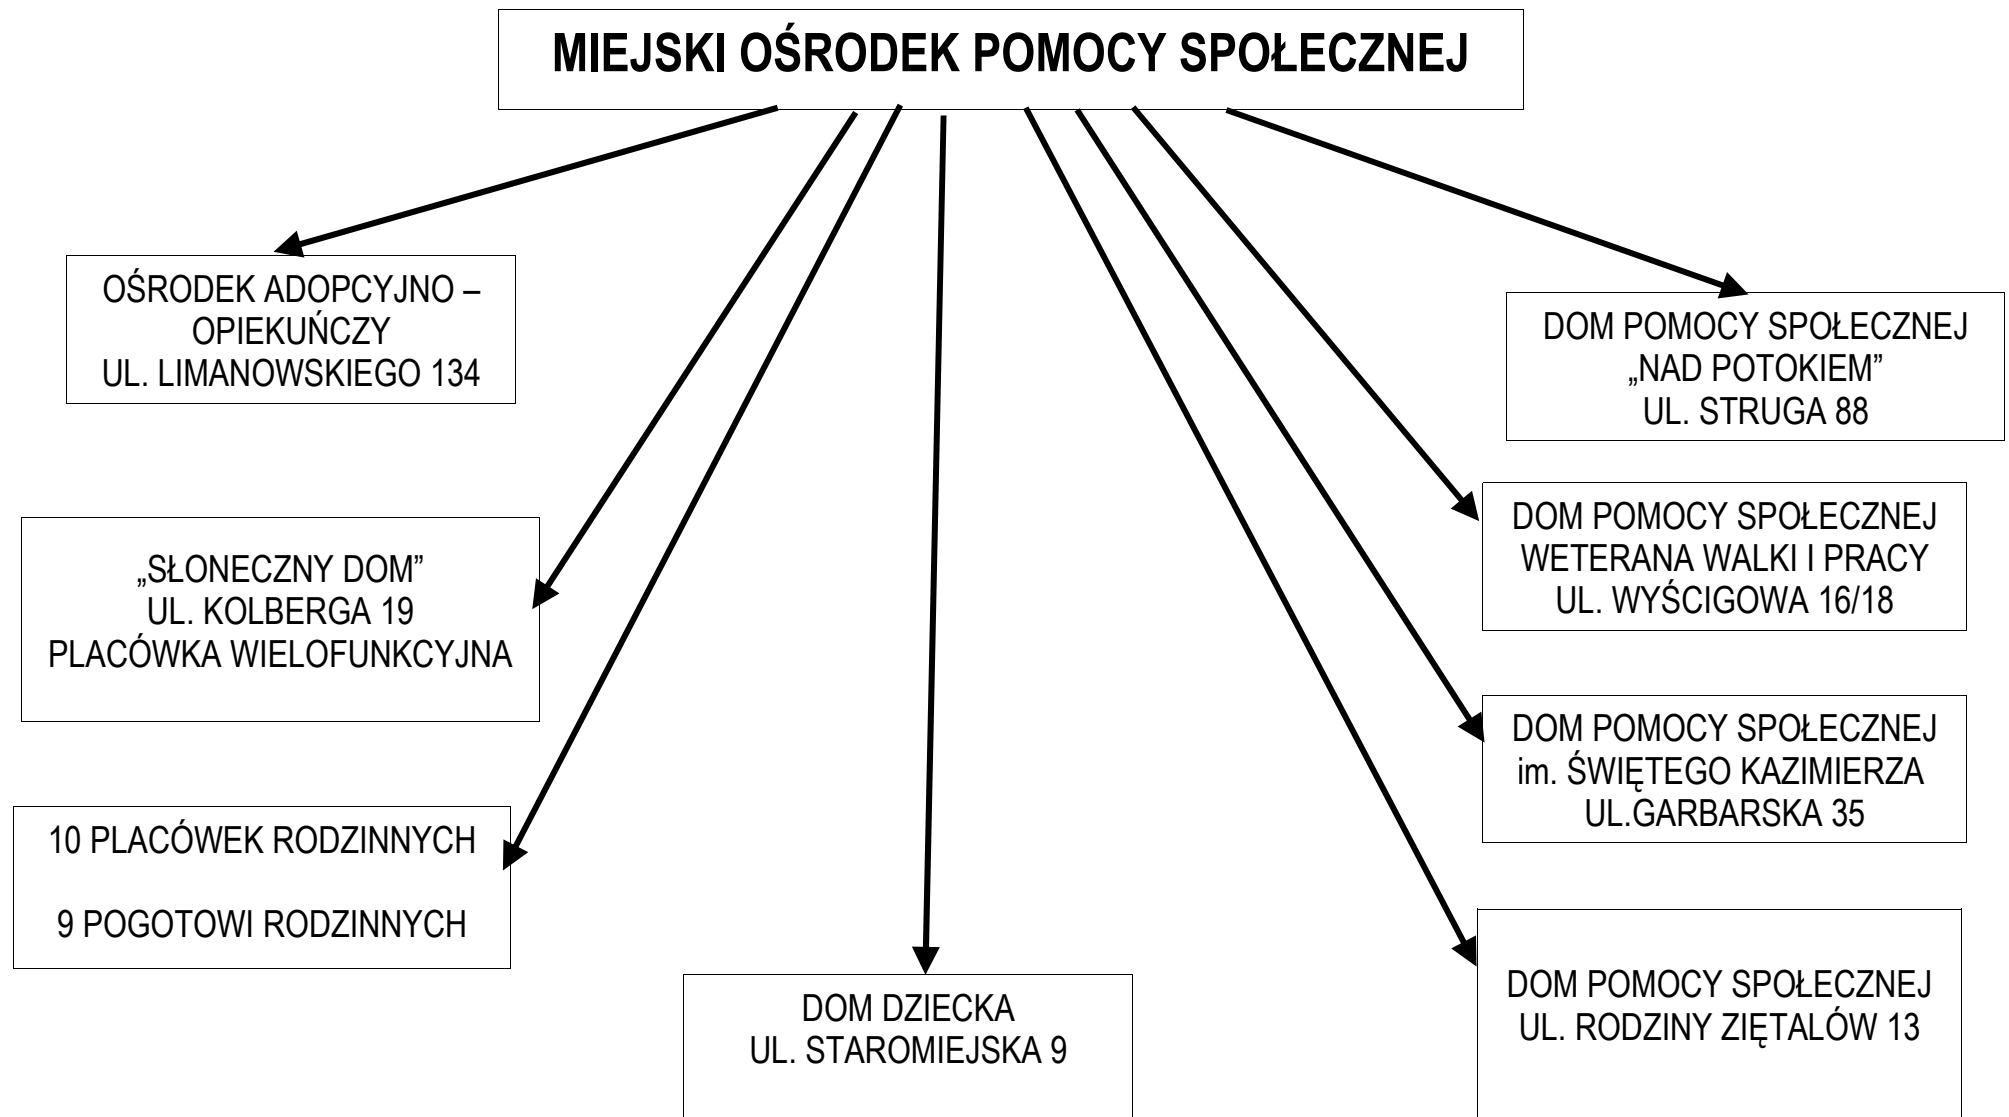 MIEJSKI OŚRODEK POMOCY SPOŁECZNEJ
OŚRODEK ADOPCYJNO –
OPIEKUŃCZY
UL. LIMANOWSKIEGO 134
„SŁONECZNY DOM”
UL. KOLBERGA 19
PLACÓWKA WIELOFUNKCYJNA
10 PLACÓWEK RODZINNYCH
9 POGOTOWI RODZINNYCH
DOM DZIECKA
UL. STAROMIEJSKA 9
DOM POMOCY SPOŁECZNEJ
„NAD POTOKIEM”
UL. STRUGA 88
DOM POMOCY SPOŁECZNEJ
WETERANA WALKI I PRACY
UL. WYŚCIGOWA 16/18
DOM POMOCY SPOŁECZNEJ
im. ŚWIĘTEGO KAZIMIERZA
UL.GARBARSKA 35
DOM POMOCY SPOŁECZNEJ
UL. RODZINY ZIĘTALÓW 13